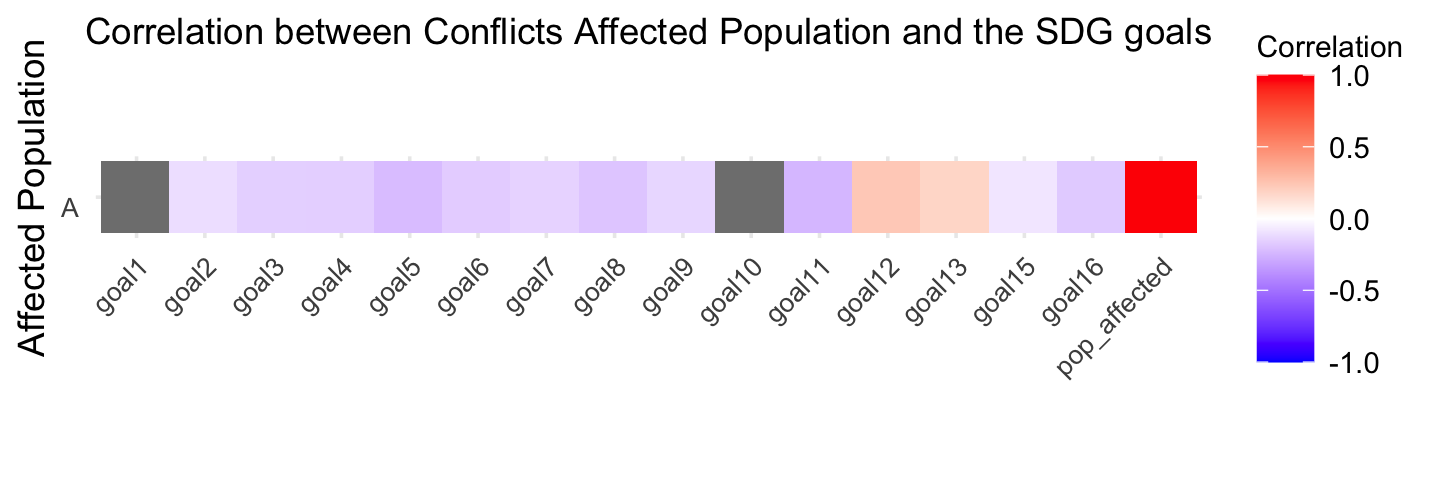 Correlation between Conflicts Affected Population and the SDG goals
Affected Population
A
goal1
goal2
goal3
goal4
goal5
goal6
goal7
goal8
goal9
goal10
goal11
goal12
goal13
goal15
goal16
pop_affected
Correlation
1.0
0.5
0.0
-0.5
-1.0